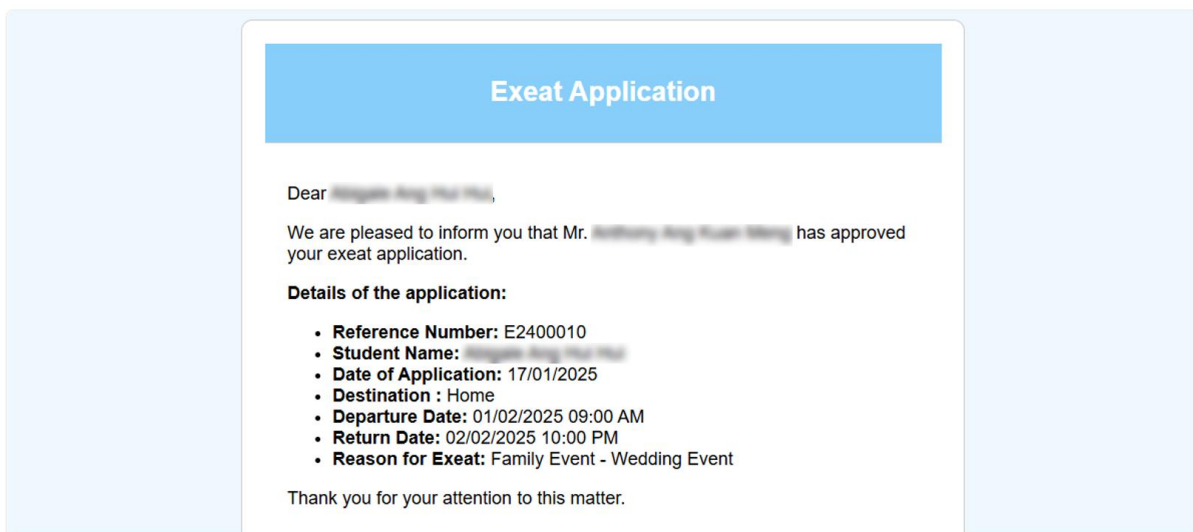 Exeat Application
Dear ,
We are pleased to inform you that Mr. has approved
your exeat application.
Details of the application:
• Reference Number: E2400010
• Student Name:
• Date of Application: 17/01/2025
• Destination : Home
• Departure Date: 01/02/2025 09:00 AM
• Return Date: 02/02/2025 10:00 PM
• Reason for Exeat: Family Event - Wedding Event
Thank you for your attention to this matter.